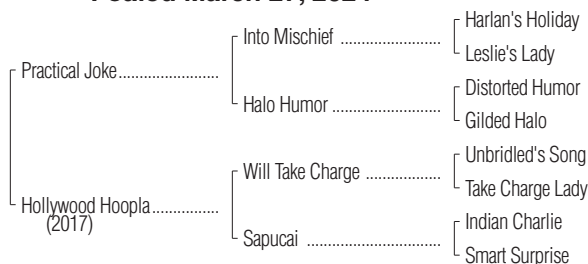 Foaled March 27, 2024
Harlan's Holiday
Into Mischief ....................
Leslie's Lady
Practical Joke........................
Distorted Humor
Halo Humor ......................
Gilded Halo
Unbridled's Song
Will Take Charge ...............
Take Charge Lady
Hollywood Hoopla................
(2017)
Indian Charlie
Sapucai ............................
Smart Surprise